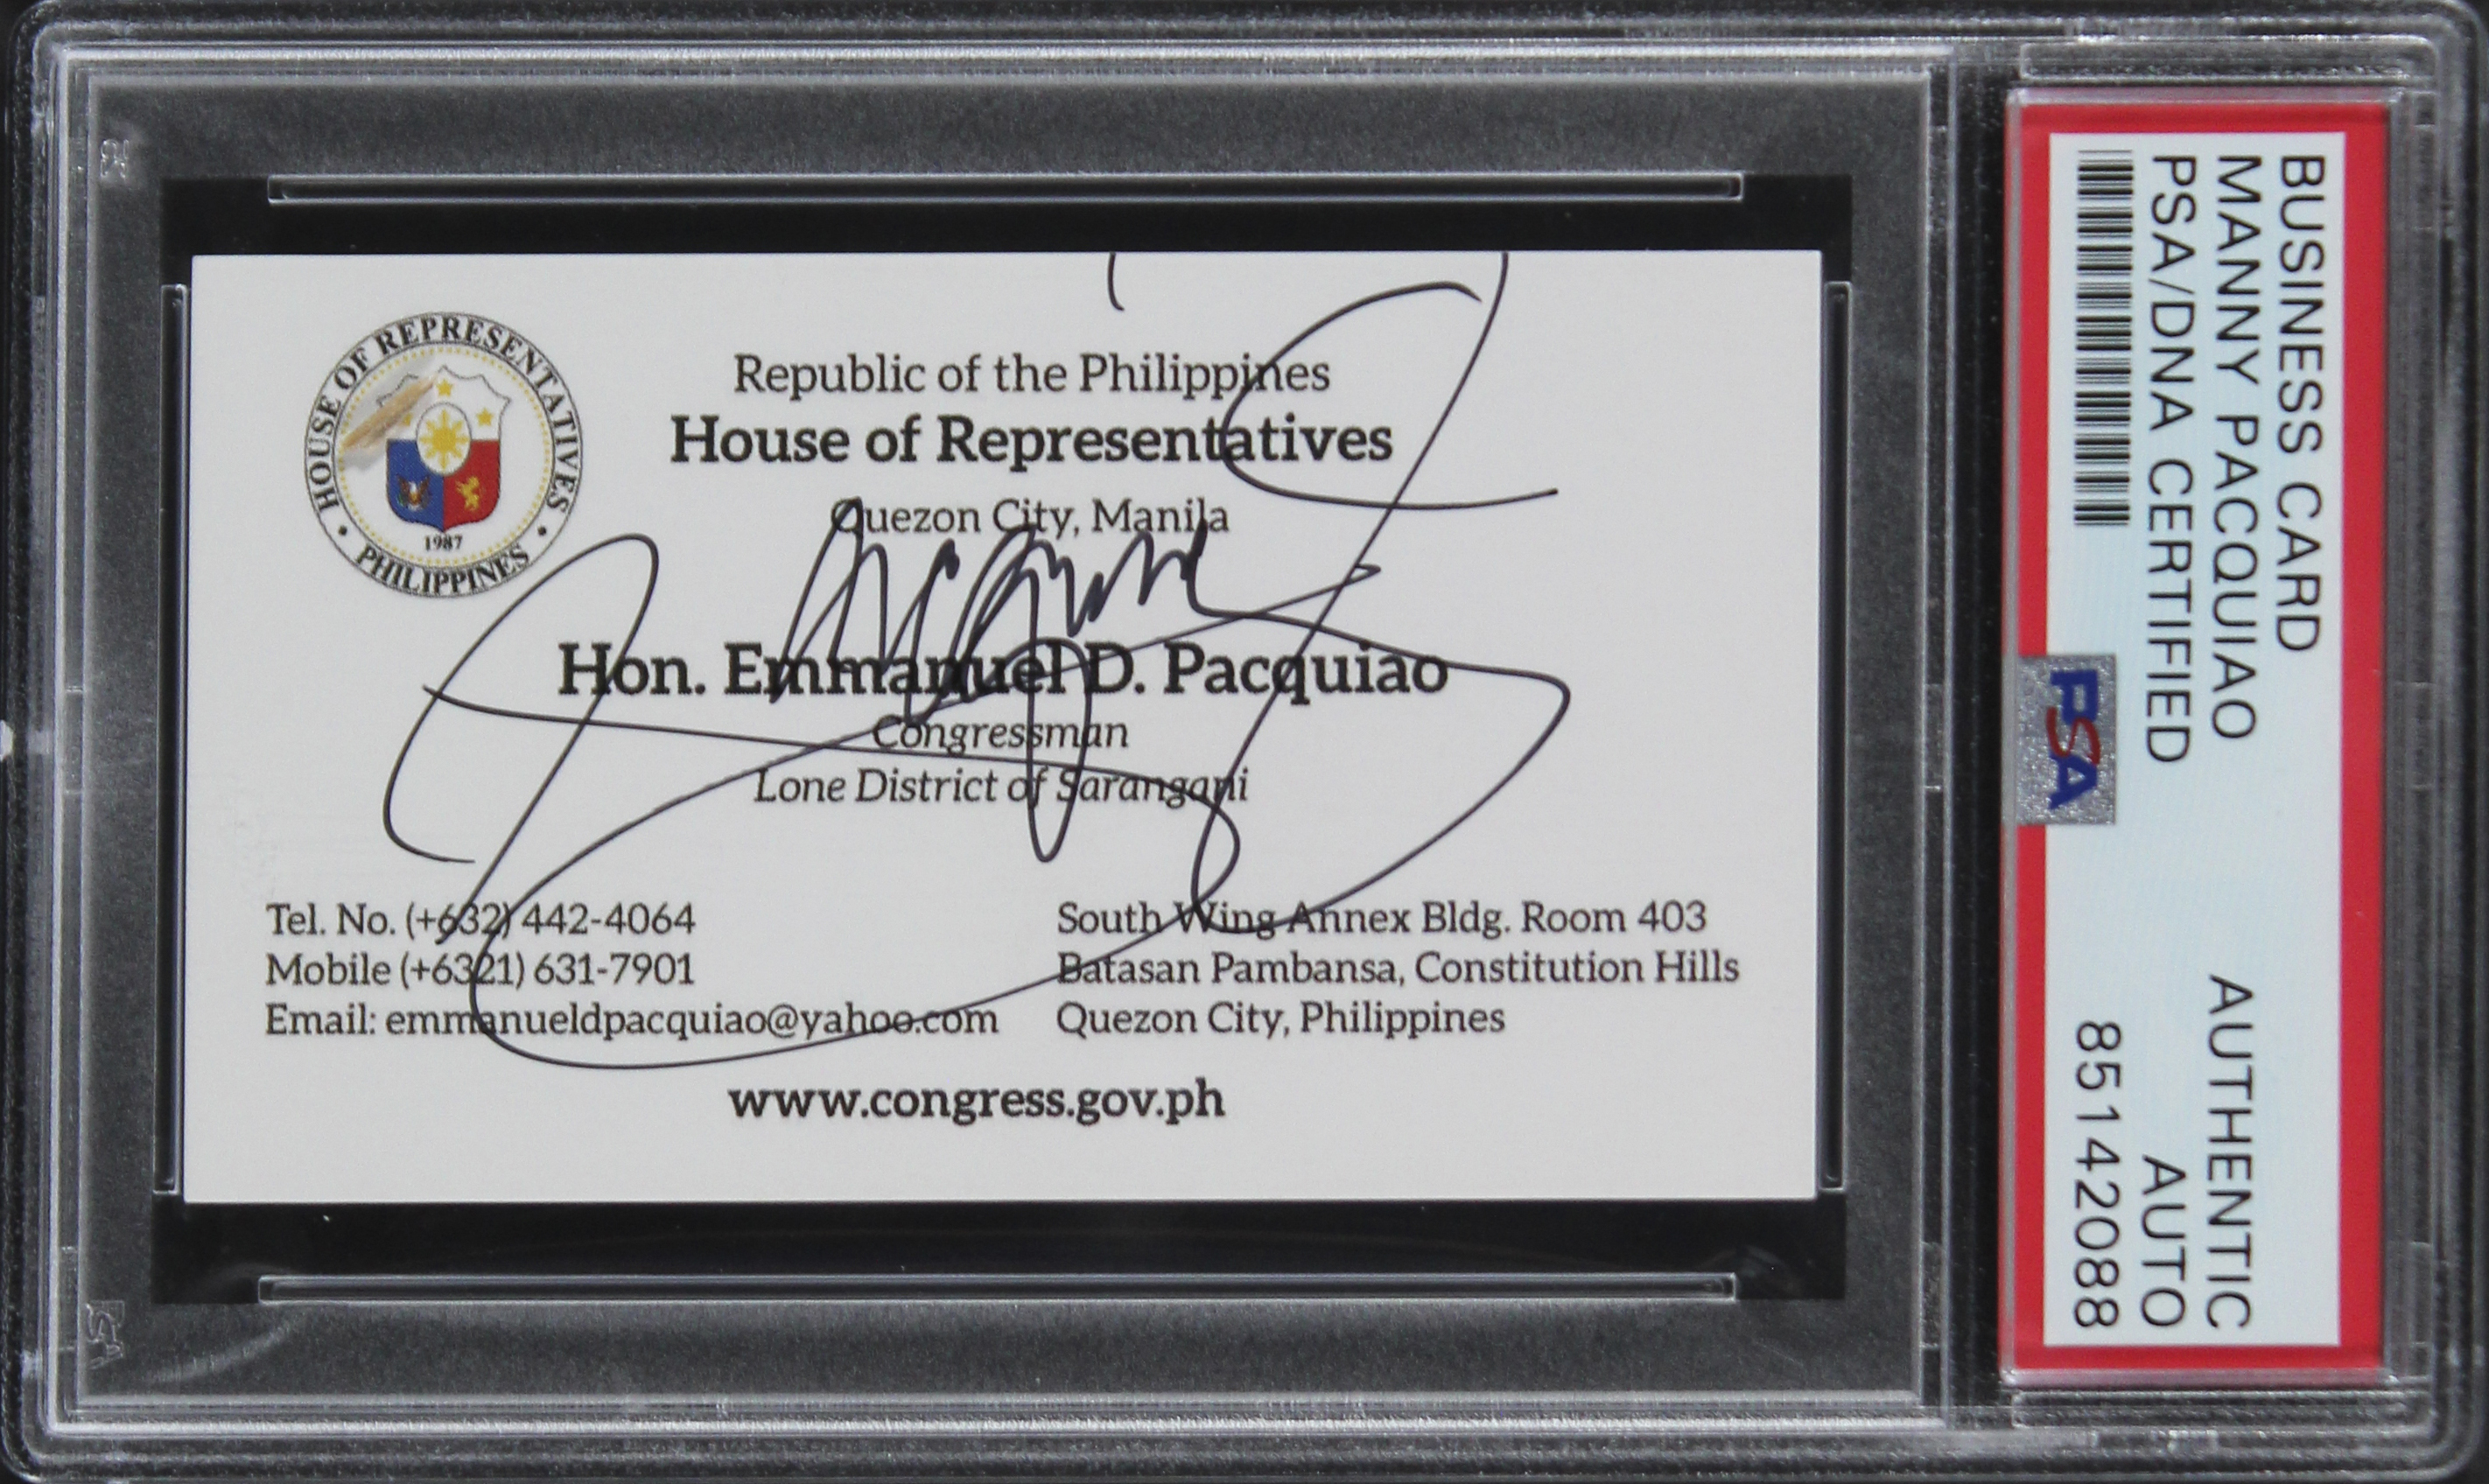 HOUSE OF REPRESENTATIVES
1987
• PHILIPPINES •
Republic of the Philippines
House of Representatives
Quezon City, Manila
Hon. Emmanuel D. Pacquiao
Congressman
Lone District of Sarangani
Tel. No. (+632) 442-4064
Mobile (+6321) 631-7901
Email: emmanueldpacquiao@yahoo.com
South Wing Annex Bldg. Room 403
Batasan Pambansa, Constitution Hills
Quezon City, Philippines
www.congress.gov.ph
BUSINESS CARD
MANNY PACQUIAO AUTHENTIC
PSA/DNA CERTIFIED AUTO
85142088
PSA